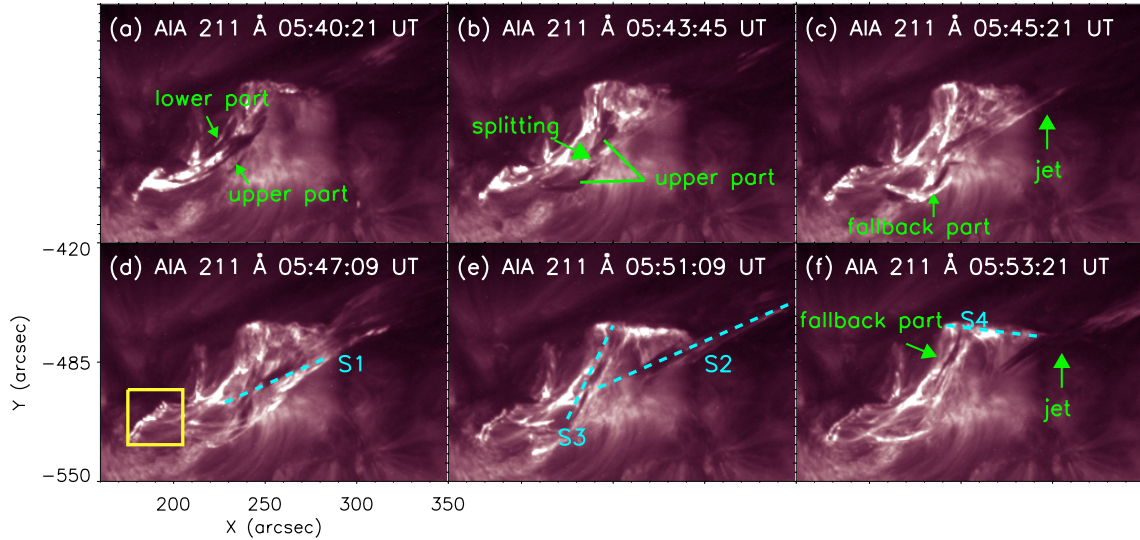 (a) AIA 211 Å 05:40:21 UT
lower part
upper part
(b) AIA 211 Å 05:43:45 UT
splitting
upper part
(c) AIA 211 Å 05:45:21 UT
jet
fallback part
(d) AIA 211 Å 05:47:09 UT
S1
(e) AIA 211 Å 05:51:09 UT
S2
S3
(f) AIA 211 Å 05:53:21 UT
fallback part
S4
jet
-420
-485
-550
Y (arcsec)
200 250 300 350
X (arcsec)